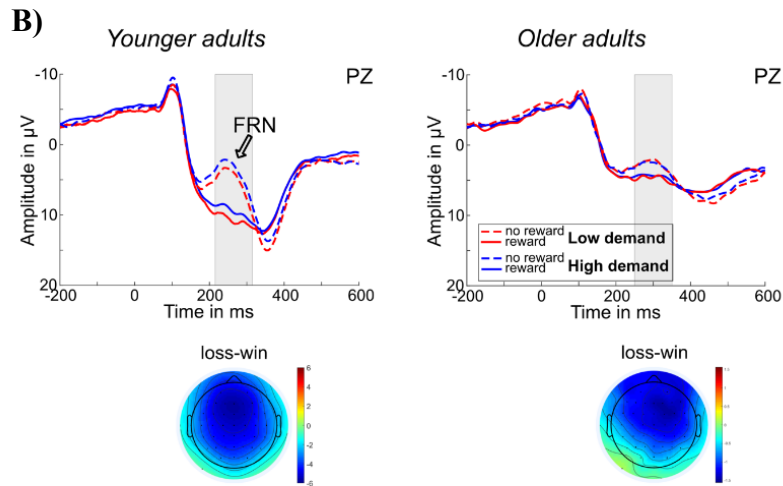 B)
Younger adults
Older adults
PZ
PZ
-10
0
10
20
Amplitude in µV
FRN
-200
0
200
400
600
Time in ms
-10
0
10
20
Amplitude in µV
no reward
reward
Low demand
no reward
reward
High demand
-200
0
200
400
600
Time in ms
loss-win
6
4
2
0
-2
-4
-6
loss-win